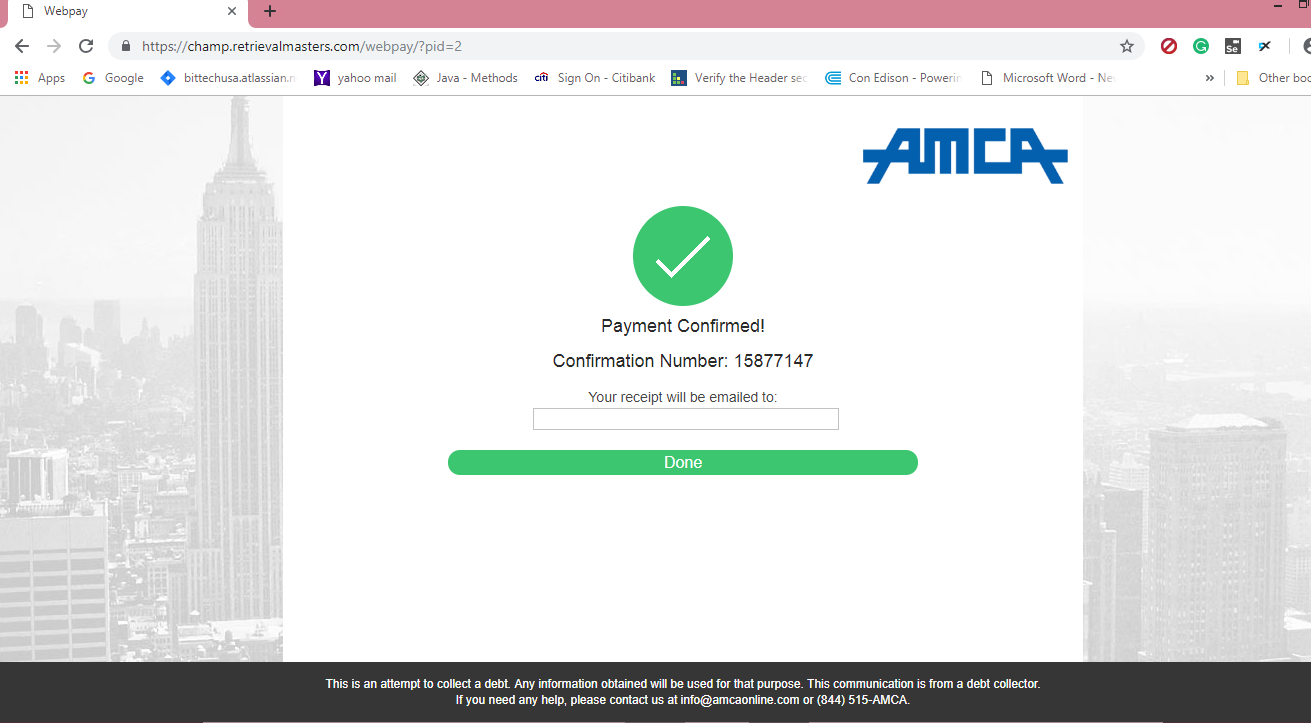 Webpay
https://champ.retrievalmasters.com/webpay/?pid=2
Se
Apps
G Google
bittechusa.atlassian.n
Y yahoo mail
Java - Methods
citi Sign On - Citibank
Verify the Header sec
Con Edison - Powerin
Microsoft Word - Ne
»
Other boo
AMCA
Payment Confirmed!
Confirmation Number: 15877147
Your receipt will be emailed to:
Done
This is an attempt to collect a debt. Any information obtained will be used for that purpose. This communication is from a debt collector.
If you need any help, please contact us at info@amcaonline.com or (844) 515-AMCA.